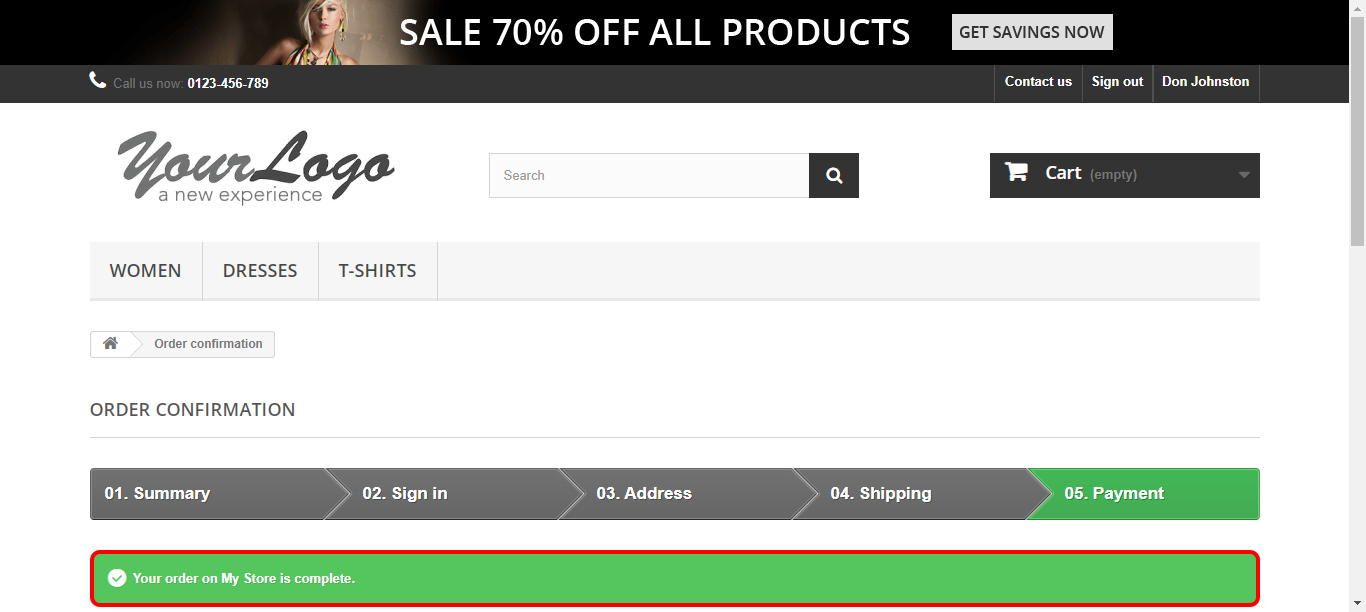 SALE 70% OFF ALL PRODUCTS GET SAVINGS NOW
Call us now: 0123-456-789 Contact us Sign out Don Johnston
YourLogo
a new experience
Search
Cart (empty)
WOMEN DRESSES T-SHIRTS
Order confirmation
ORDER CONFIRMATION
01. Summary 02. Sign in 03. Address 04. Shipping 05. Payment
Your order on My Store is complete.